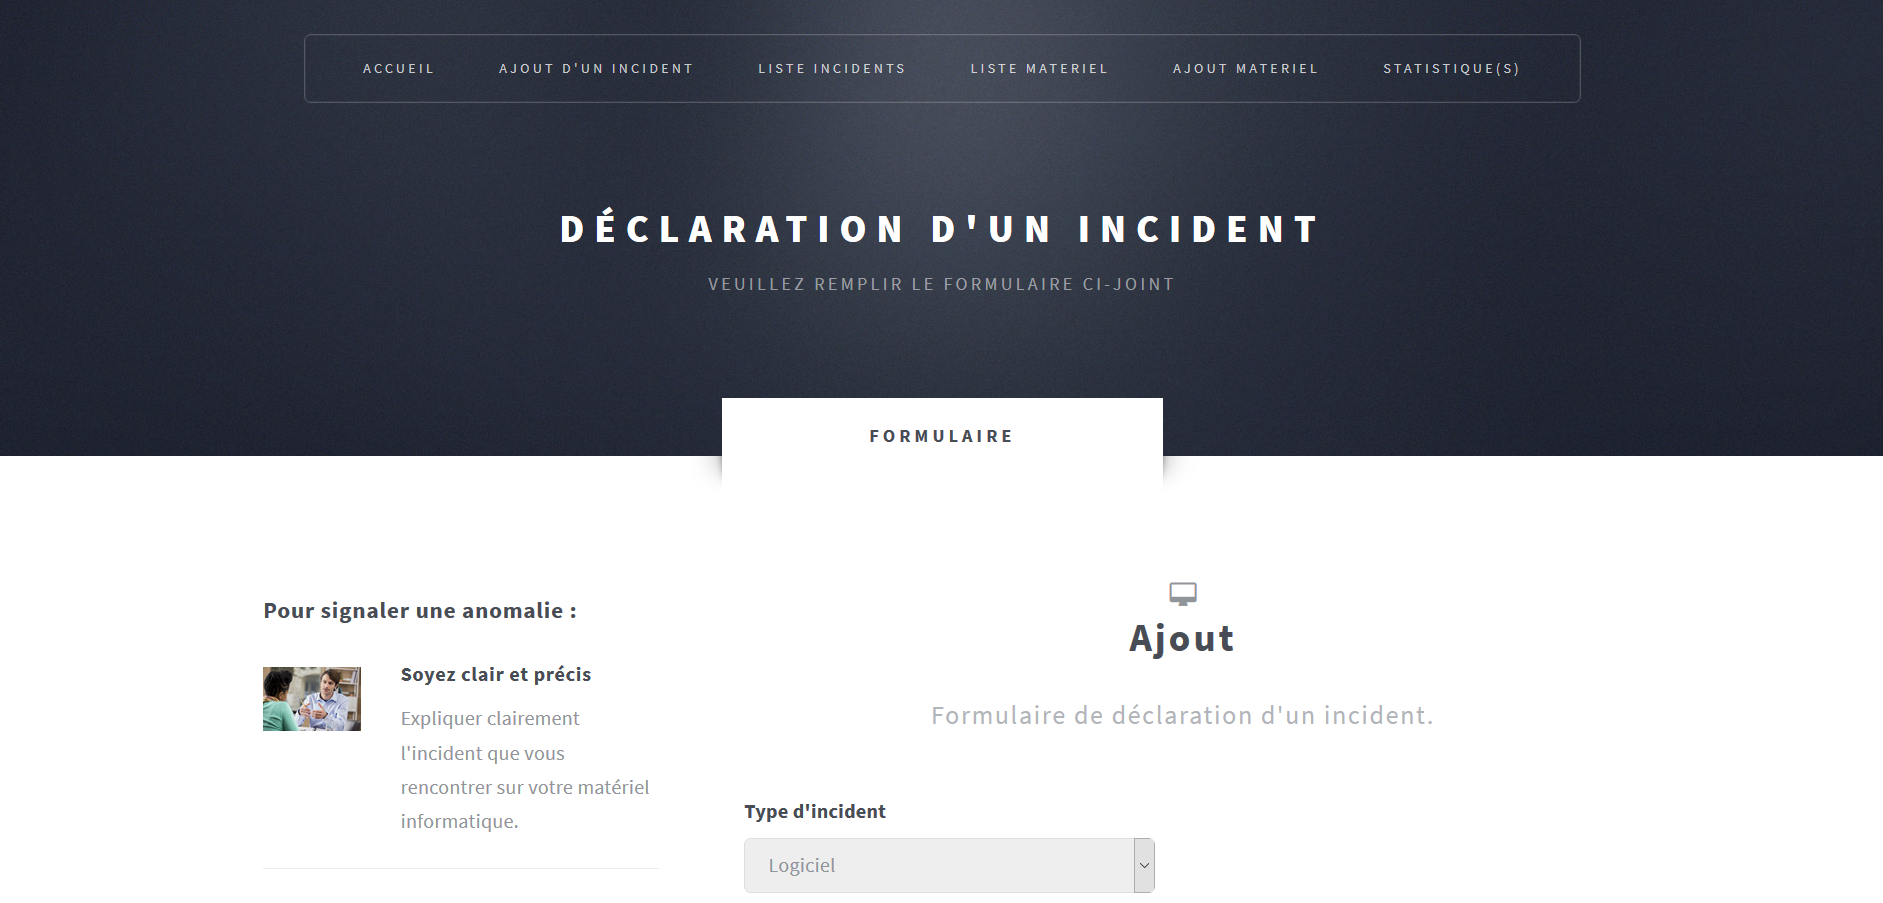 ACCUEIL AJOUT D'UN INCIDENT LISTE INCIDENTS LISTE MATERIEL AJOUT MATERIEL STATISTIQUE(S)
DÉCLARATION D'UN INCIDENT
VEUILLEZ REMPLIR LE FORMULAIRE CI-JOINT
FORMULAIRE
Pour signaler une anomalie :
Soyez clair et précis
Expliquer clairement
l'incident que vous
rencontrer sur votre matériel
informatique.
Ajout
Formulaire de déclaration d'un incident.
Type d'incident
Logiciel